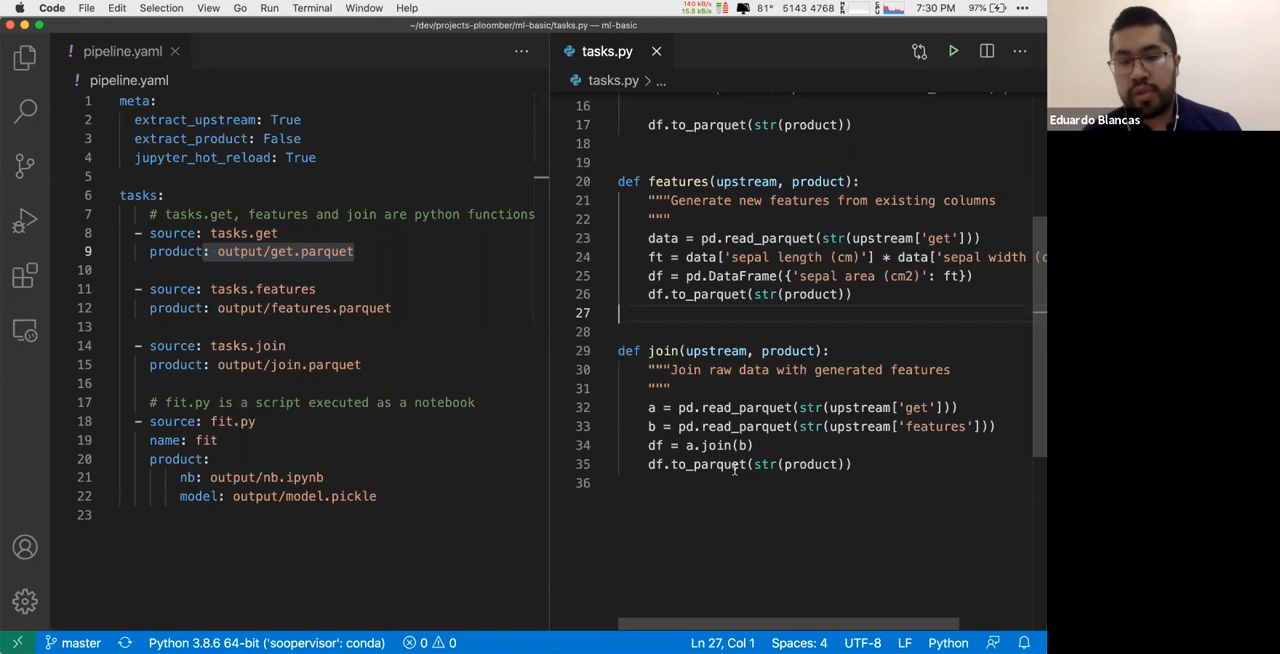 Code File Edit Selection View Go Run Terminal Window Help 140 kB/s 15.8 kB/s 81° 5143 4768 7:30 PM 97%
~/dev/projects-ploomber/ml-basic/tasks.py — ml-basic
! pipeline.yaml
! pipeline.yaml
1 meta:
2 extract_upstream: True
3 extract_product: False
4 jupyter_hot_reload: True
5
6 tasks:
7 # tasks.get, features and join are python functions
8 - source: tasks.get
9 product: output/get.parquet
10
11 - source: tasks.features
12 product: output/features.parquet
13
14 - source: tasks.join
15 product: output/join.parquet
16
17 # fit.py is a script executed as a notebook
18 - source: fit.py
19 name: fit
20 product:
21 nb: output/nb.ipynb
22 model: output/model.pickle
23
tasks.py
tasks.py > ...
16
17 df.to_parquet(str(product))
18
19
20 def features(upstream, product):
21 """Generate new features from existing columns
22 """
23 data = pd.read_parquet(str(upstream['get']))
24 ft = data['sepal length (cm)'] * data['sepal width (c
25 df = pd.DataFrame({'sepal area (cm2)': ft})
26 df.to_parquet(str(product))
27
28
29 def join(upstream, product):
30 """Join raw data with generated features
31 """
32 a = pd.read_parquet(str(upstream['get']))
33 b = pd.read_parquet(str(upstream['features']))
34 df = a.join(b)
35 df.to_parquet(str(product))
36
Eduardo Blancas
master Python 3.8.6 64-bit ('soopervisor': conda) 0 0 Ln 27, Col 1 Spaces: 4 UTF-8 LF Python